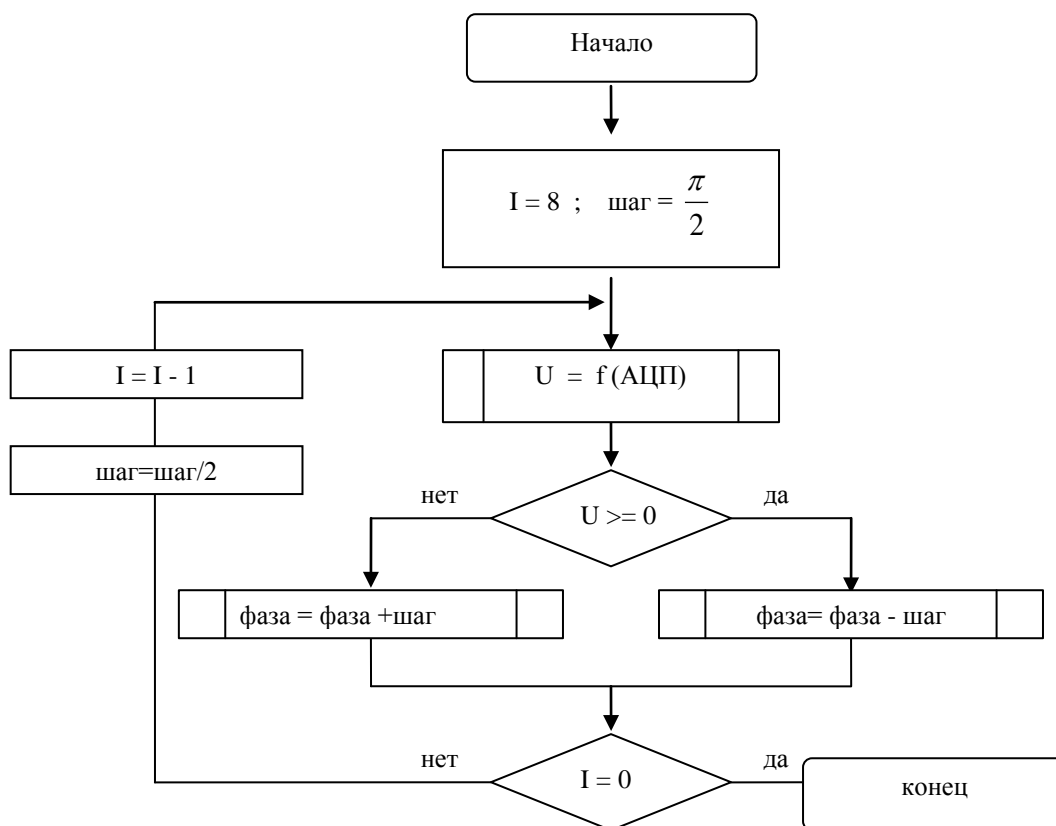 Начало
I = 8 ; шаг = π/2
I = I - 1
U = f (АЦП)
шаг=шаг/2
нет
да
U >= 0
фаза = фаза +шаг
фаза= фаза - шаг
нет
да
I = 0
конец